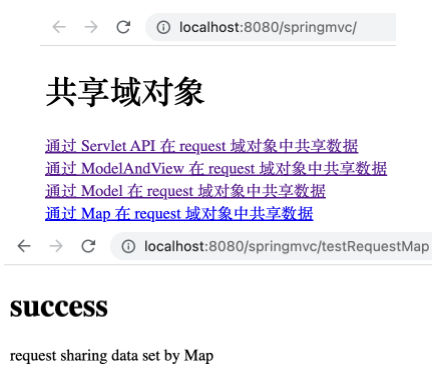 localhost:8080/springmvc/
共享域对象
通过 Servlet API 在 request 域对象中共享数据
通过 ModelAndView 在 request 域对象中共享数据
通过 Model 在 request 域对象中共享数据
通过 Map 在 request 域对象中共享数据
localhost:8080/springmvc/testRequestMap
success
request sharing data set by Map